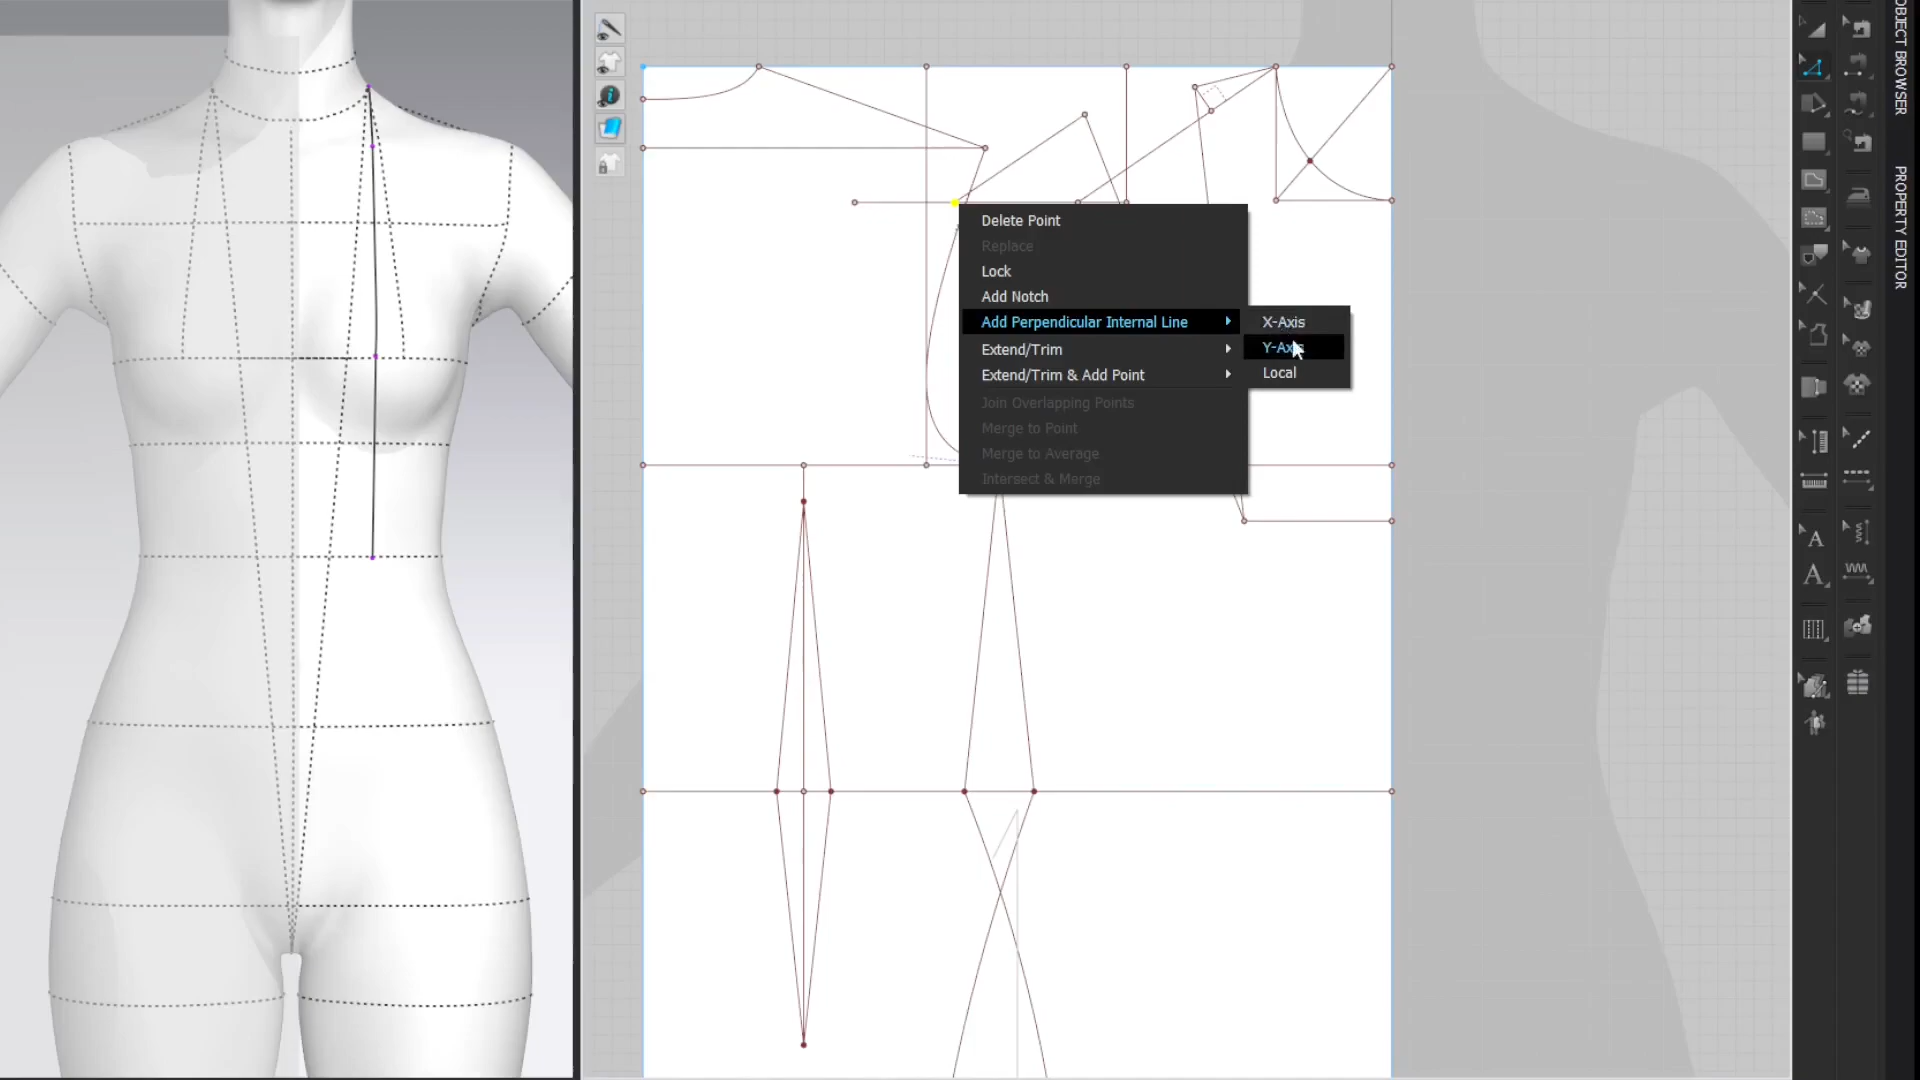 OBJECT BROWSER
PROPERTY EDITOR
Delete Point
Replace
Lock
Add Notch
Add Perpendicular Internal Line
Extend/Trim
Extend/Trim & Add Point
Join Overlapping Points
Merge to Point
Merge to Average
Intersect & Merge
X-Axis
Y-Axis
Local
A
A